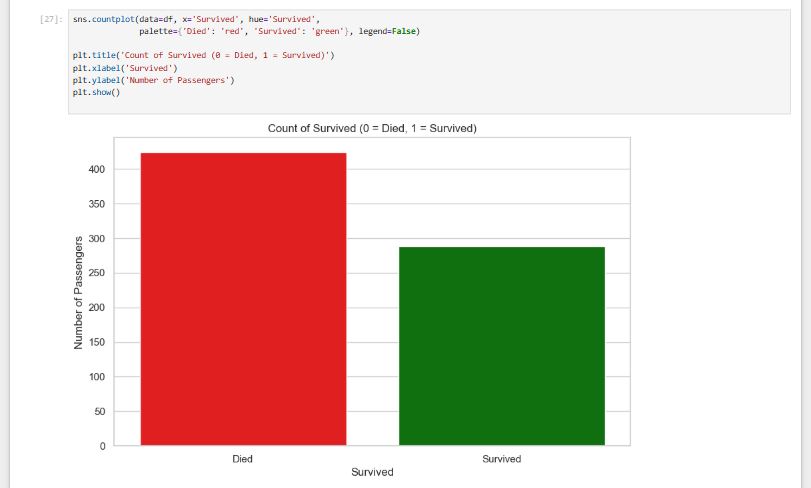 [27]: sns.countplot(data=df, x='Survived', hue='Survived',
palette={'Died': 'red', 'Survived': 'green'}, legend=False)
plt.title('Count of Survived (0 = Died, 1 = Survived)')
plt.xlabel('Survived')
plt.ylabel('Number of Passengers')
plt.show()
Count of Survived (0 = Died, 1 = Survived)
Number of Passengers
400
350
300
250
200
150
100
50
0
Died Survived
Survived